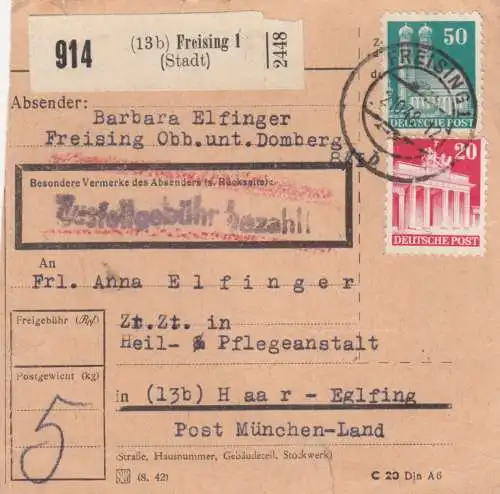 914
(13b) Freising 1
(Stadt)
2448
50
DEUTSCHE POST
FREISING
20
DEUTSCHE POST
Absender:
Barbara Elfinger
Freising Obb.unt.Domberg
Besondere Vermerke des Absenders (s. Rückseite):
Zustellgebühr bezahlt
An
Frl. Anna Elfinger
Zt.Zt. in
Heil- & Pflegeanstalt
Freigebühr (Rpf)
Postgewicht (kg)
5
in (13b) Haar-Eglfing
Post München-Land
(Straße, Hausnummer, Gebäudeteil, Stockwerk)
(8. 42)
C 20 Din A6